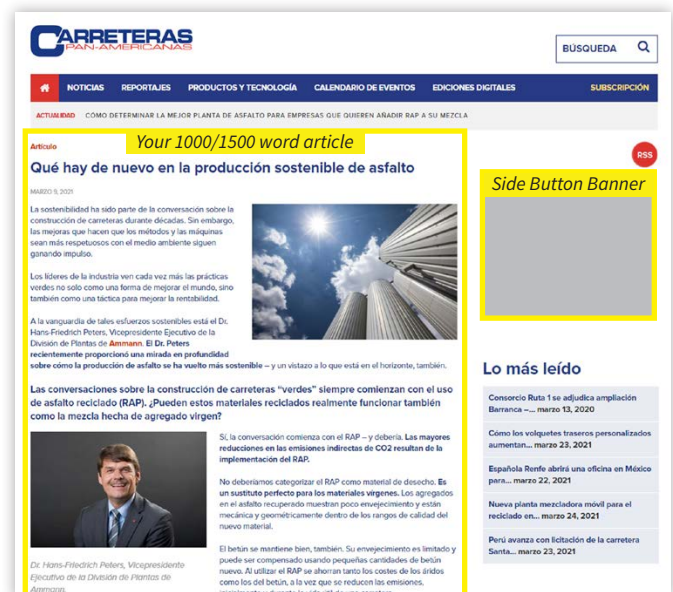 CARRETERAS
PAN-AMERICANAS
BÚSQUEDA
NOTICIAS REPORTAJES PRODUCTOS Y TECNOLOGÍA CALENDARIO DE EVENTOS EDICIONES DIGITALES SUBSCRIPCIÓN
ACTUALIDAD CÓMO DETERMINAR LA MEJOR PLANTA DE ASFALTO PARA EMPRESAS QUE QUIEREN AÑADIR RAP A SU MEZCLA
Artículo
Your 1000/1500 word article
RSS
Qué hay de nuevo en la producción sostenible de asfalto
MARZO 9, 2021
La sostenibilidad ha sido parte de la conversación sobre la
construcción de carreteras durante décadas. Sin embargo,
las mejoras que hacen que los métodos y las máquinas
sean más respetuosos con el medio ambiente siguen
ganando impulso.
Los líderes de la industria ven cada vez más las prácticas
verdes no solo como una forma de mejorar el mundo, sino
también como una táctica para mejorar la rentabilidad.
A la vanguardia de tales esfuerzos sostenibles está el Dr.
Hans-Friedrich Peters, Vicepresidente Ejecutivo de la
División de Plantas de Ammann. El Dr. Peters
recientemente proporcionó una mirada en profundidad
sobre cómo la producción de asfalto se ha vuelto más sostenible – y un vistazo a lo que está en el horizonte, también.
Las conversaciones sobre la construcción de carreteras “verdes” siempre comienzan con el uso
de asfalto reciclado (RAP). ¿Pueden estos materiales reciclados realmente funcionar también
como la mezcla hecha de agregado virgen?
Sí, la conversación comienza con el RAP – y debería. Las mayores
reducciones en las emisiones indirectas de CO2 resultan de la
implementación del RAP.
No deberíamos categorizar el RAP como material de desecho. Es
un sustituto perfecto para los materiales vírgenes. Los agregados
en el asfalto recuperado muestran poco envejecimiento y están
mecánica y geométricamente dentro de los rangos de calidad del
nuevo material.
El betún se mantiene bien, también. Su envejecimiento es limitado y
puede ser compensado usando pequeñas cantidades de betún
nuevo. Al utilizar el RAP se ahorran tanto los costes de los áridos
como los del betún, a la vez que se reducen las emisiones,
Dr. Hans-Friedrich Peters, Vicepresidente
Ejecutivo de la División de Plantas de
Ammann.
Side Button Banner
Lo más leído
Consorcio Ruta 1 se adjudica ampliación
Barranca –... marzo 13, 2020
Cómo los volquetes traseros personalizados
aumentan... marzo 23, 2021
Española Renfe abrirá una oficina en México
para... marzo 22, 2021
Nueva planta mezcladora móvil para el
reciclado en... marzo 24, 2021
Perú avanza con licitación de la carretera
Santa... marzo 23, 2021